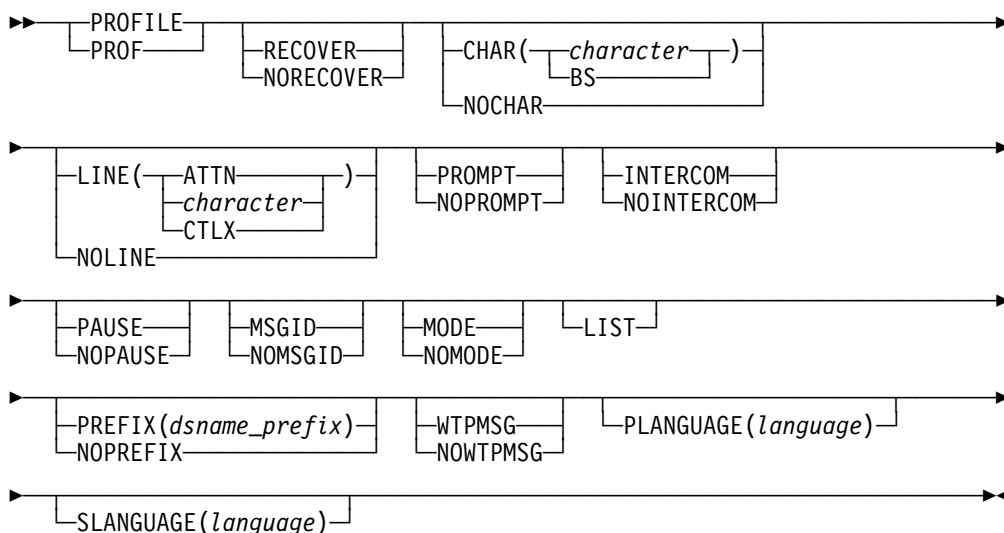 PROFILE
PROF
RECOVER
NORECOVER
CHAR( character )
BS
NOCHAR
LINE( ATTN )
character
CTLX
NOLINE
PROMPT
NOPROMPT
INTERCOM
NOINTERCOM
PAUSE
NOPAUSE
MSGID
NOMSGID
MODE
NOMODE
LIST
PREFIX(dsname_prefix)
NOPREFIX
WTPMSG
NOWTPMSG
PLANGUAGE(language)
SLANGUAGE(language)